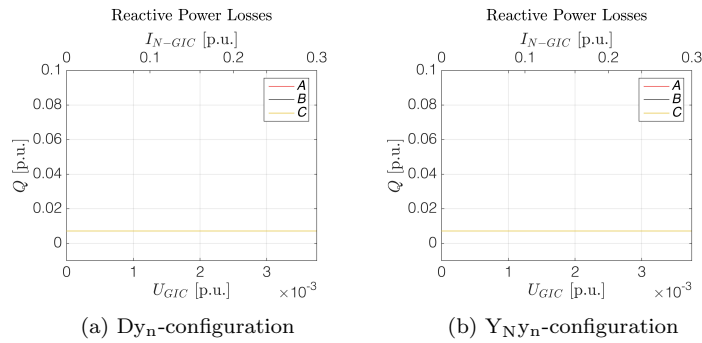 Reactive Power Losses
I_{N-GIC} [p.u.]
0 0.1 0.2 0.3
0.1
0.08
0.06
0.04
0.02
0
Q [p.u.]
A
B
C
0 1 2 3
U_{GIC} [p.u.] ×10⁻³
(a) Dyₙ-configuration
Reactive Power Losses
I_{N-GIC} [p.u.]
0 0.1 0.2 0.3
0.1
0.08
0.06
0.04
0.02
0
Q [p.u.]
A
B
C
0 1 2 3
U_{GIC} [p.u.] ×10⁻³
(b) Y_Nyₙ-configuration